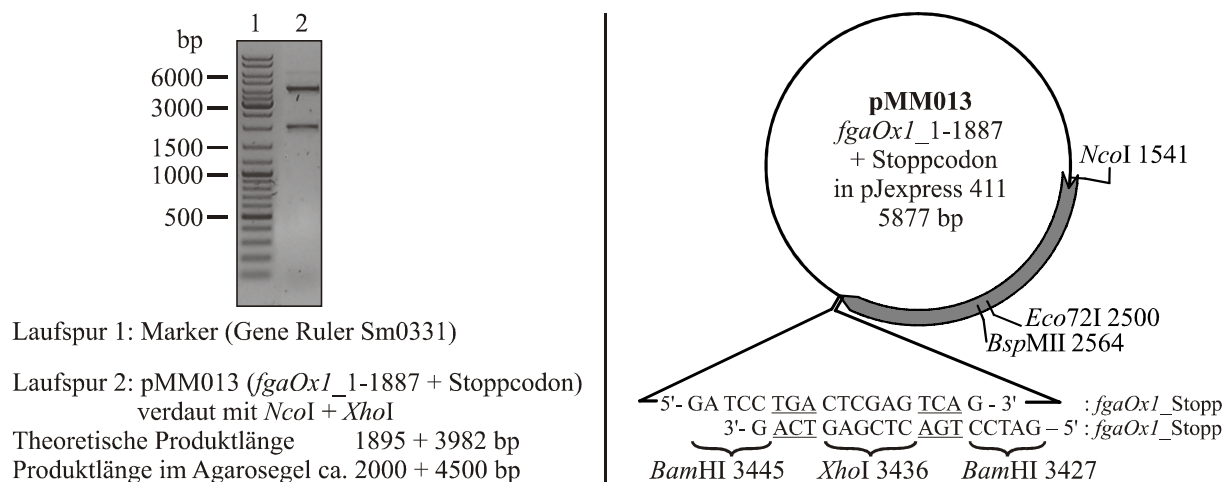 1 2
bp
6000
3000
1500
1000
500
Laufspur 1: Marker (Gene Ruler Sm0331)
Laufspur 2: pMM013 (fgaOx1_1-1887 + Stoppcodon)
verdaut mit NcoI + XhoI
Theoretische Produktlänge 1895 + 3982 bp
Produktlänge im Agarosegel ca. 2000 + 4500 bp
pMM013
fgaOx1_1-1887
+ Stoppcodon
in pJexpress 411
5877 bp
NcoI 1541
Eco72I 2500
BspMII 2564
5'- GA TCC TGA CTCGAG TCA G - 3' : fgaOx1_Stopp
3'- G ACT GAGCTC AGT CCTAG – 5' : fgaOx1_Stopp
BamHI 3445 XhoI 3436 BamHI 3427